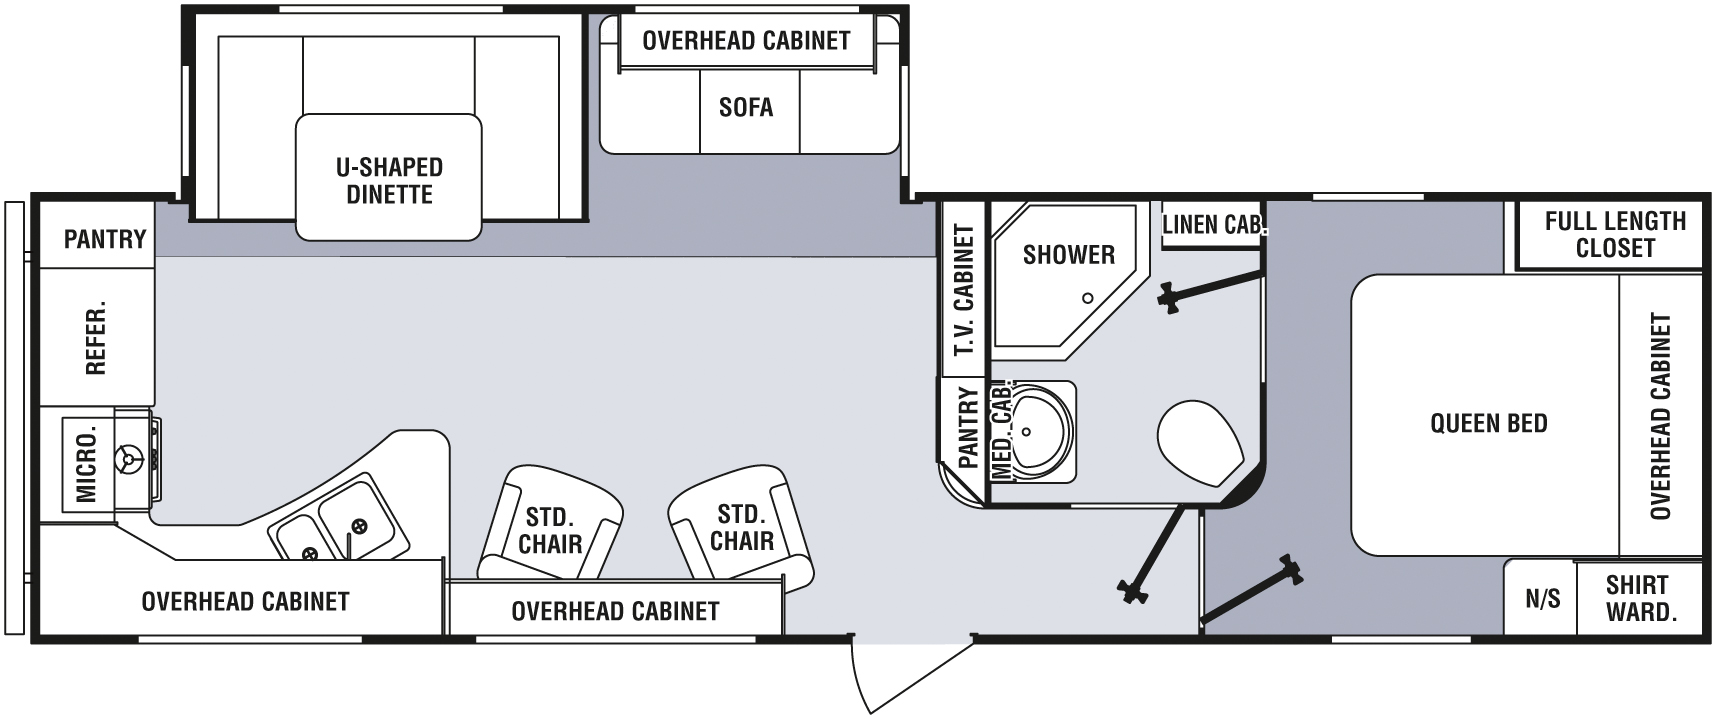 OVERHEAD CABINET
SOFA
U-SHAPED
DINETTE
PANTRY
REFER.
MICRO.
OVERHEAD CABINET
STD.
CHAIR
STD.
CHAIR
OVERHEAD CABINET
T.V. CABINET
PANTRY
MED. CAB.
SHOWER
LINEN CAB.
FULL LENGTH
CLOSET
QUEEN BED
OVERHEAD CABINET
N/S
SHIRT
WARD.